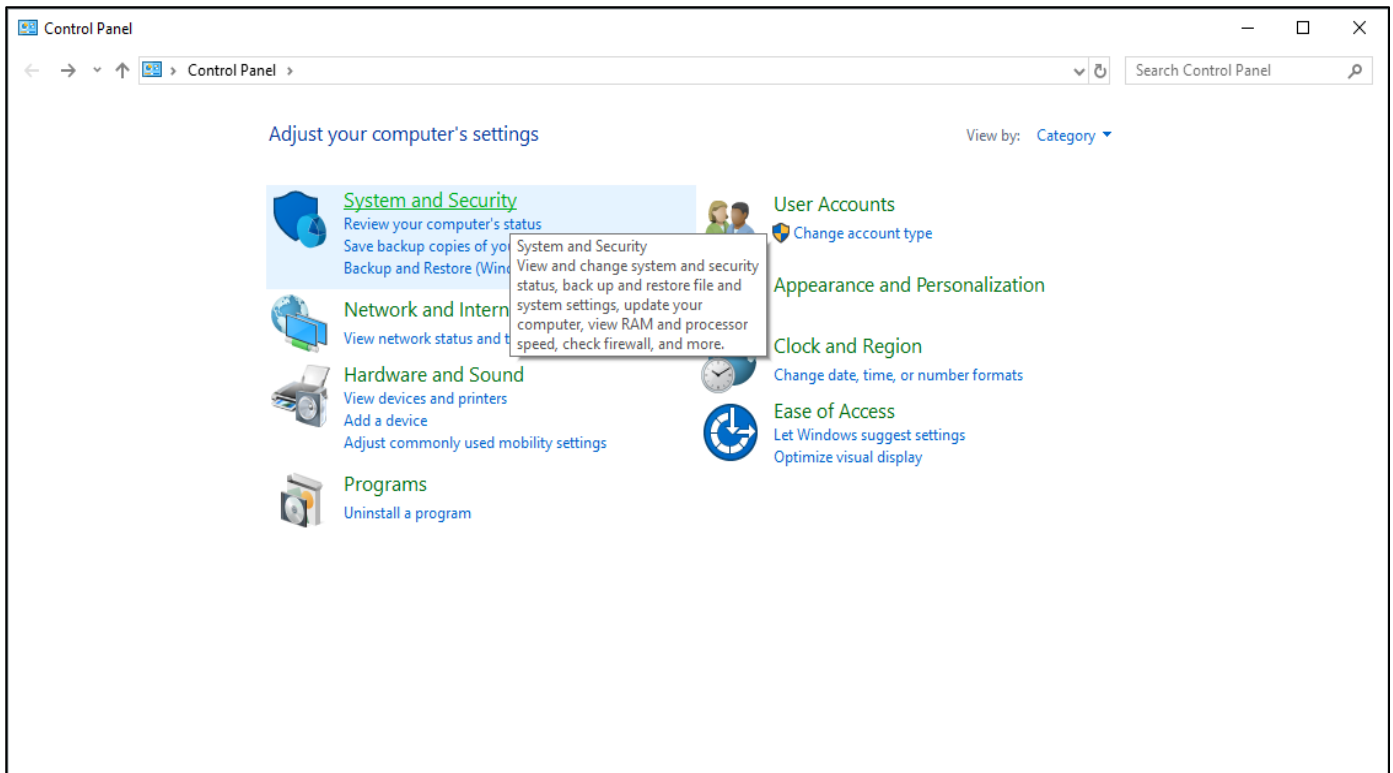 Control Panel
Control Panel
Search Control Panel
Adjust your computer's settings
View by: Category
System and Security
Review your computer's status
Save backup copies of
Backup and Restore
System and Security
View and change system and security
status, back up and restore file and
system settings, update your
computer, view RAM and processor
speed, check firewall, and more.
Network and
View network status and
Hardware and Sound
View devices and printers
Add a device
Adjust commonly used mobility settings
Programs
Uninstall a program
User Accounts
Change account type
Appearance and Personalization
Clock and Region
Change date, time, or number formats
Ease of Access
Let Windows suggest settings
Optimize visual display